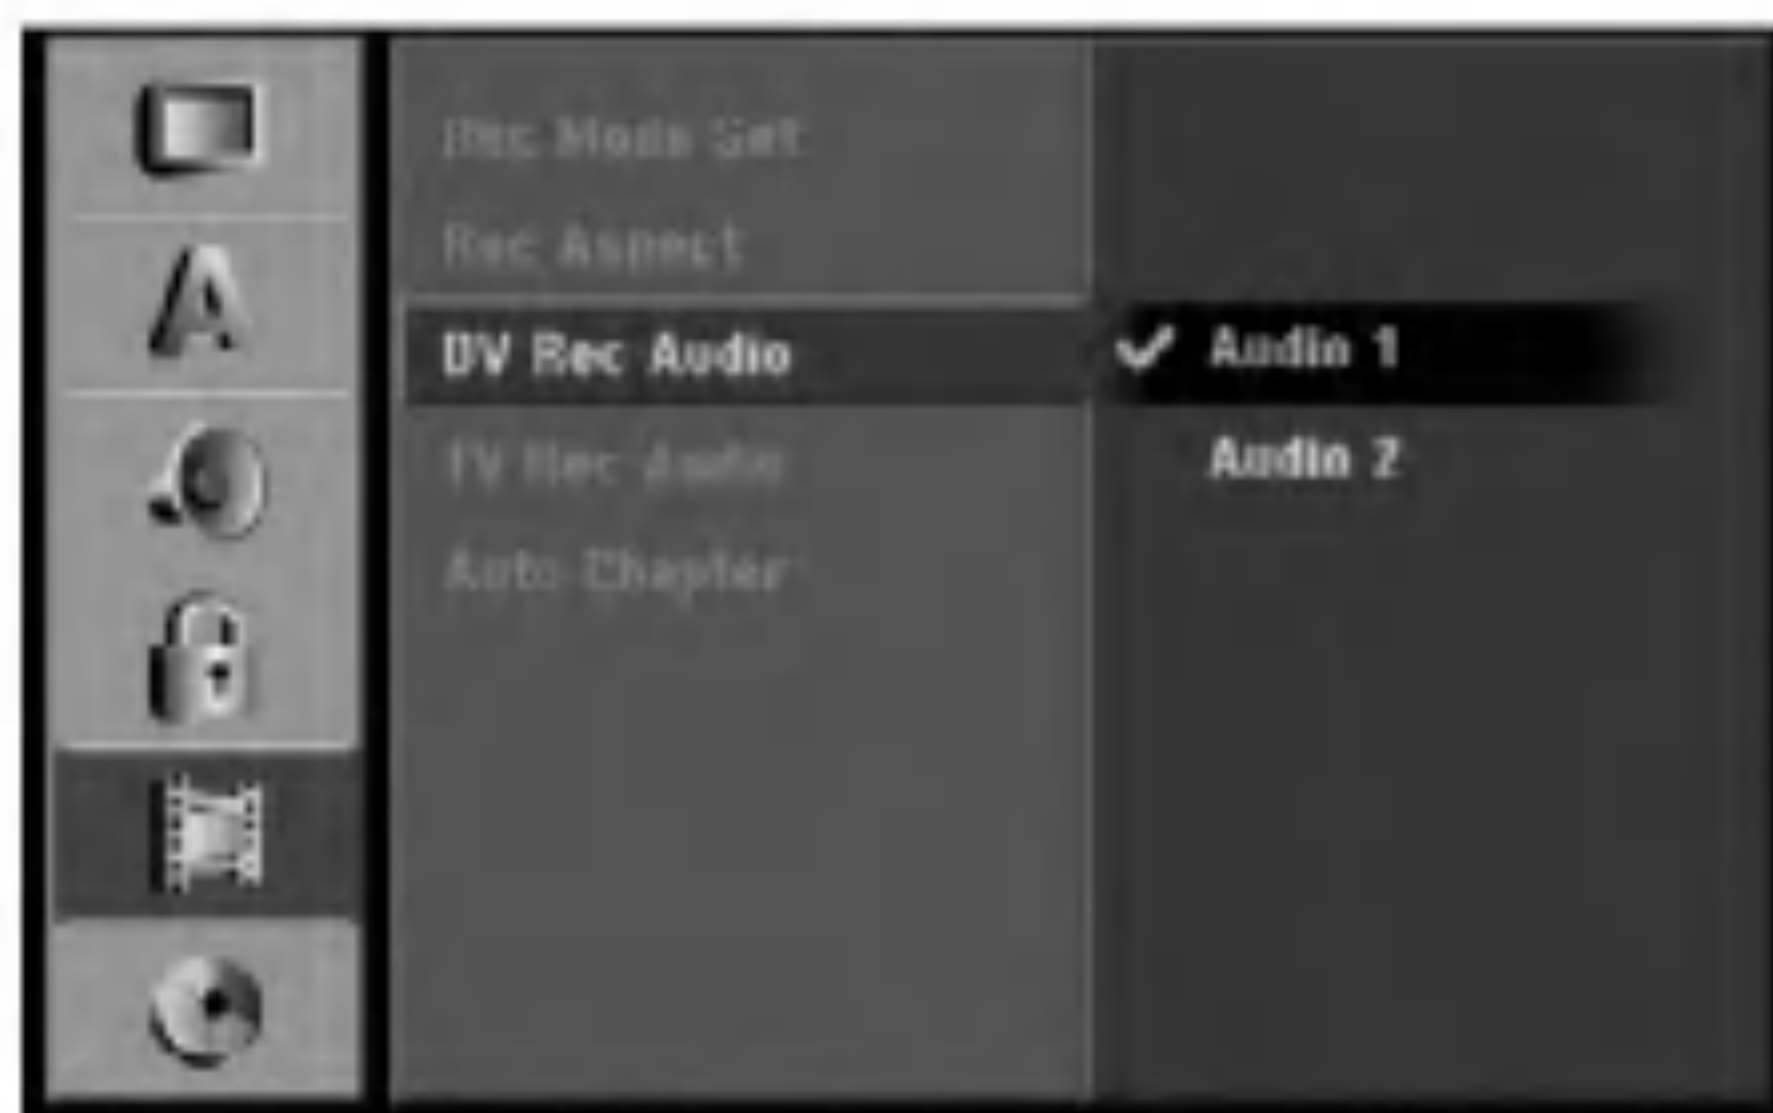 Rec Mode Set
Rec Aspect
DV Rec Audio
Audio 1
TV Rec Audio
Audio 2
Auto Chapter